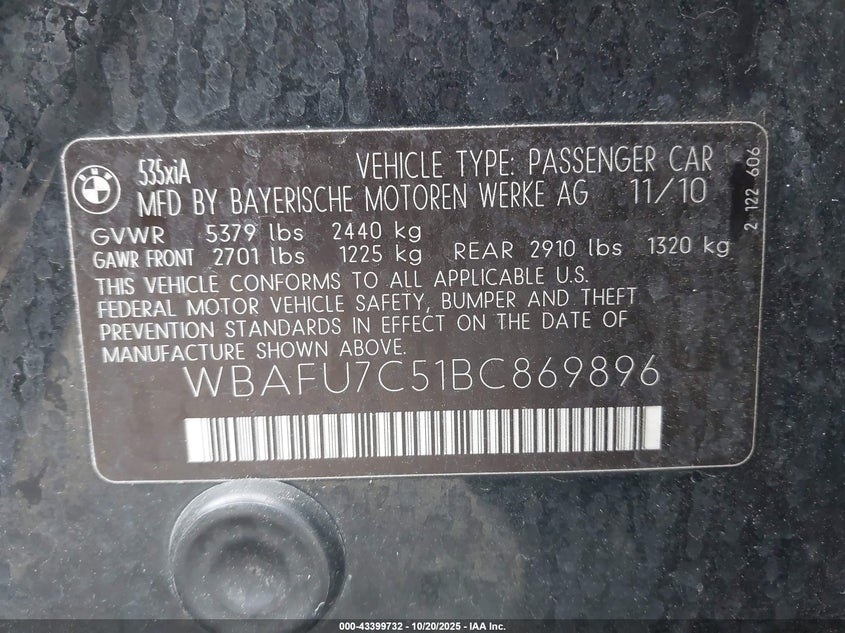 BMW
535xiA VEHICLE TYPE: PASSENGER CAR
MFD BY BAYERISCHE MOTOREN WERKE AG 11/10
GVWR 5379 lbs 2440 kg
GAWR FRONT 2701 lbs 1225 kg REAR 2910 lbs 1320 kg
THIS VEHICLE CONFORMS TO ALL APPLICABLE U.S.
FEDERAL MOTOR VEHICLE SAFETY, BUMPER AND THEFT
PREVENTION STANDARDS IN EFFECT ON THE DATE OF
MANUFACTURE SHOWN ABOVE.
WBAFU7C51BC869896
2 122 606
000-43399732 - 10/20/2025 - IAA Inc.